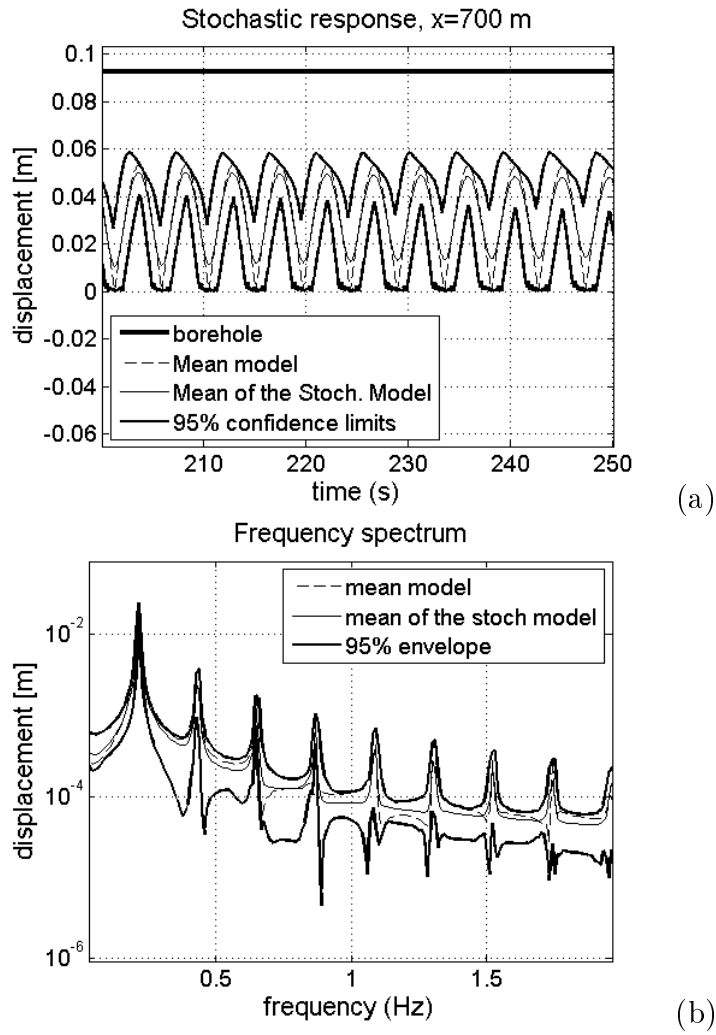 Stochastic response, x=700 m
0.1
0.08
0.06
0.04
0.02
0
-0.02
-0.04
-0.06
displacement [m]
borehole
Mean model
Mean of the Stoch. Model
95% confidence limits
210
220
230
240
250
time (s)
(a)
Frequency spectrum
10-2
10-4
10-6
displacement [m]
mean model
mean of the stoch model
95% envelope
0.5
1
1.5
frequency (Hz)
(b)